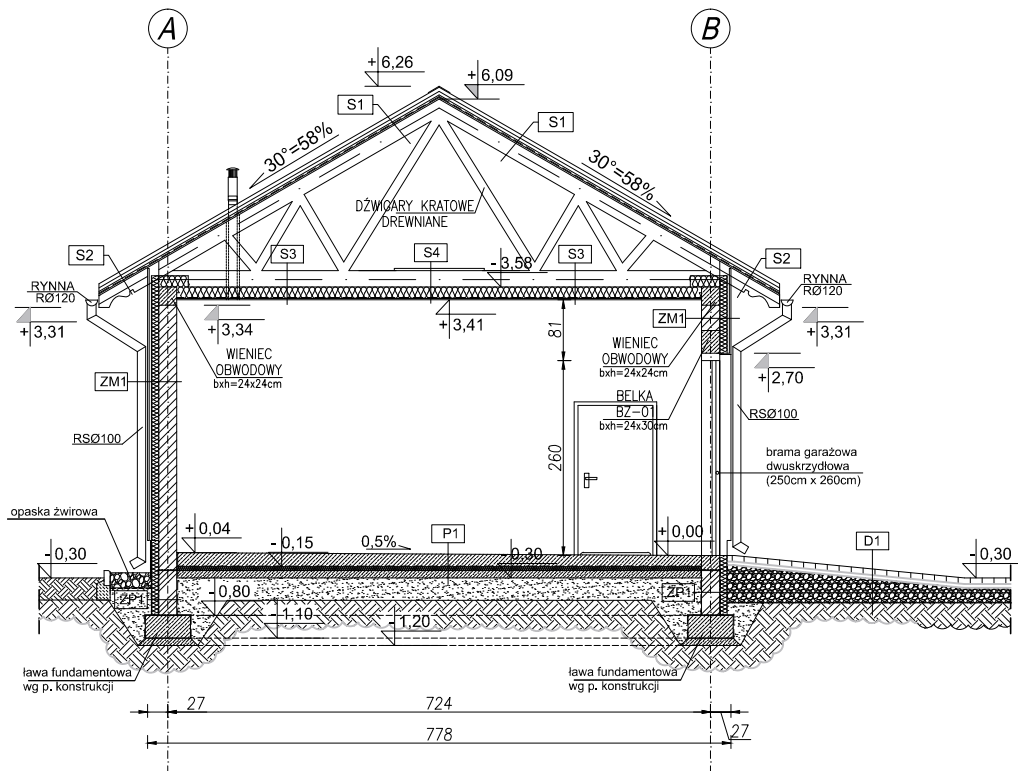 A
B
+6,26
+6,09
S1
S1
30°=58%
30°=58%
DŹWIGARY KRATOWE
DREWNIANE
S2
S3
S4
-3,58
S3
S2
RYNNA
RØ120
RYNNA
RØ120
+3,31
+3,34
+3,41
81
ZM1
+3,31
WIENIEC
OBWODOWY
bxh=24x24cm
WIENIEC
OBWODOWY
bxh=24x24cm
+2,70
ZM1
BELKA
BZ-01
bxh=24x30cm
RSØ100
RSØ100
260
brama garażowa
dwuskrzydłowa
(250cm x 260cm)
opaska żwirowa
+0,04
-0,15
0,5%
P1
+0,00
D1
-0,30
-0,30
-0,30
ZP1
-0,80
ZP1
-1,10
-1,20
ława fundamentowa
wg p. konstrukcji
ława fundamentowa
wg p. konstrukcji
27
724
27
778